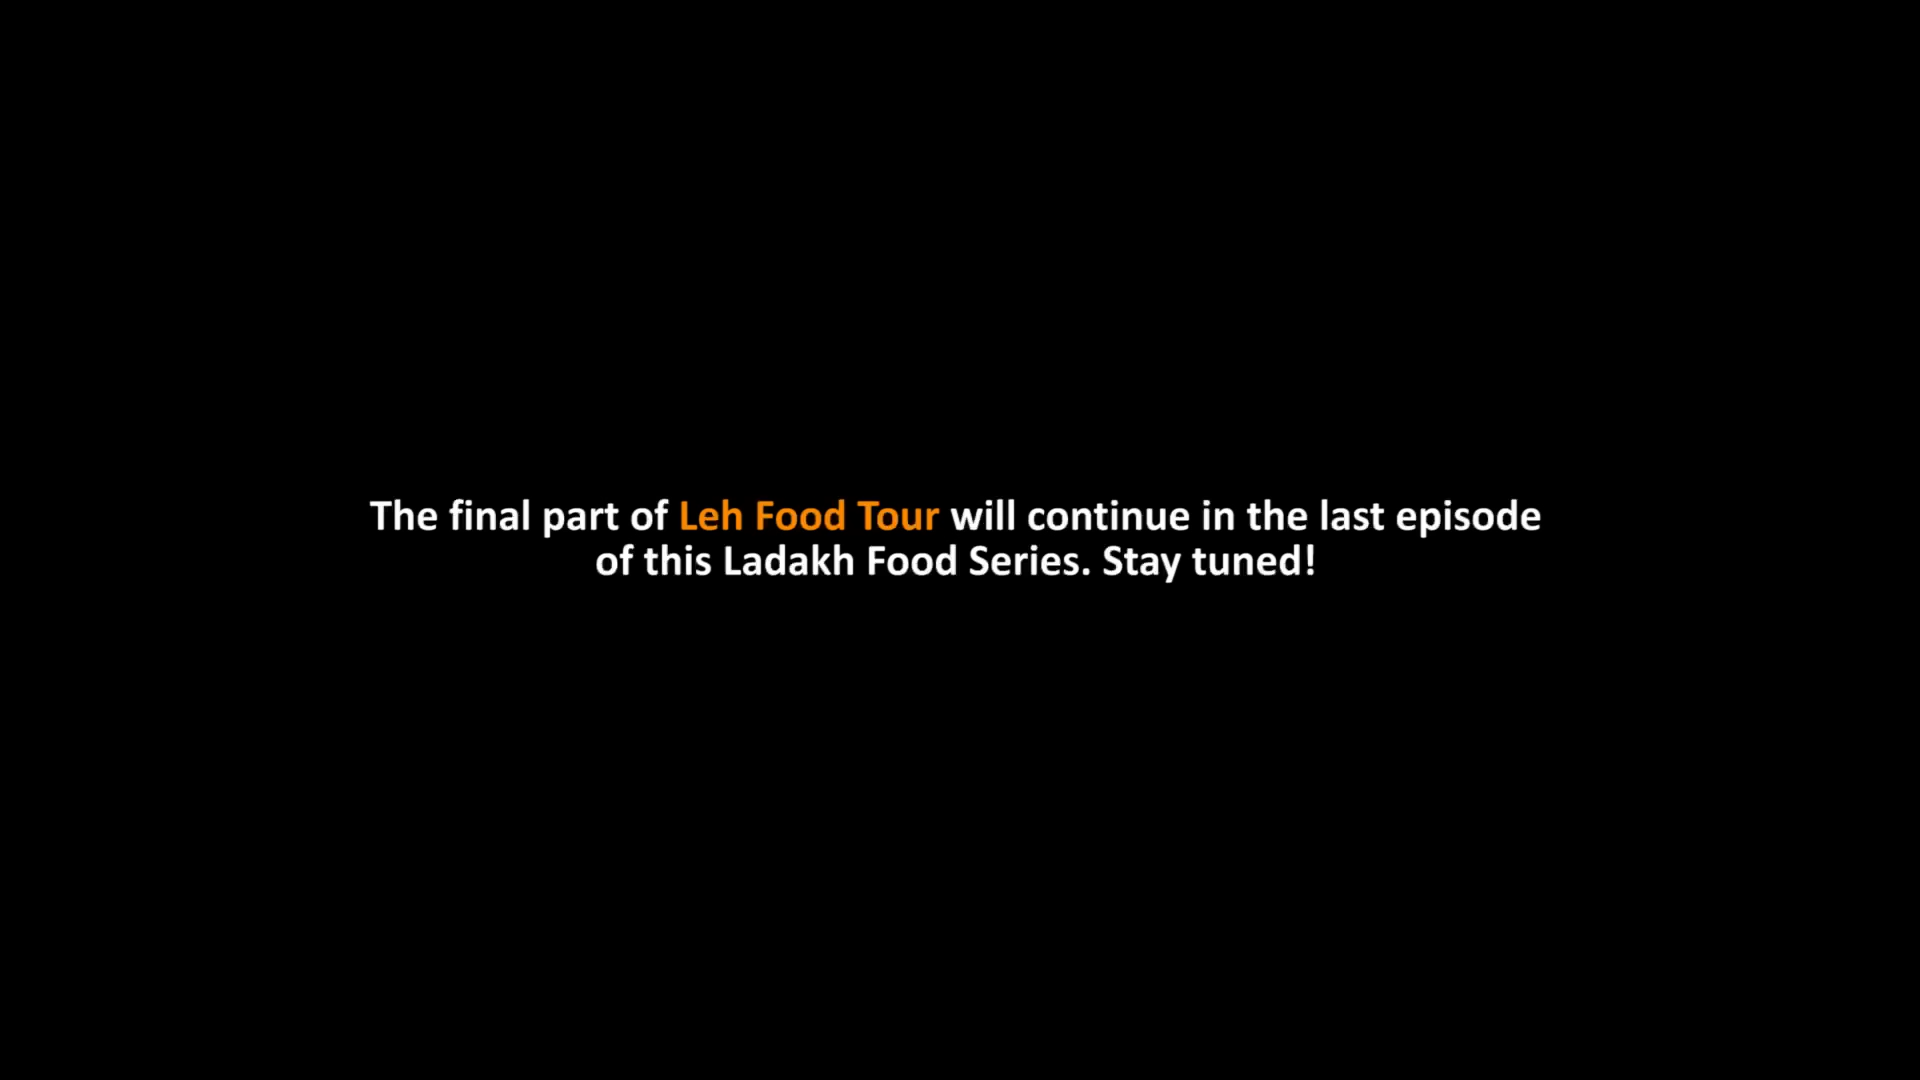 The final part of Leh Food Tour will continue in the last episode
of this Ladakh Food Series. Stay tuned!